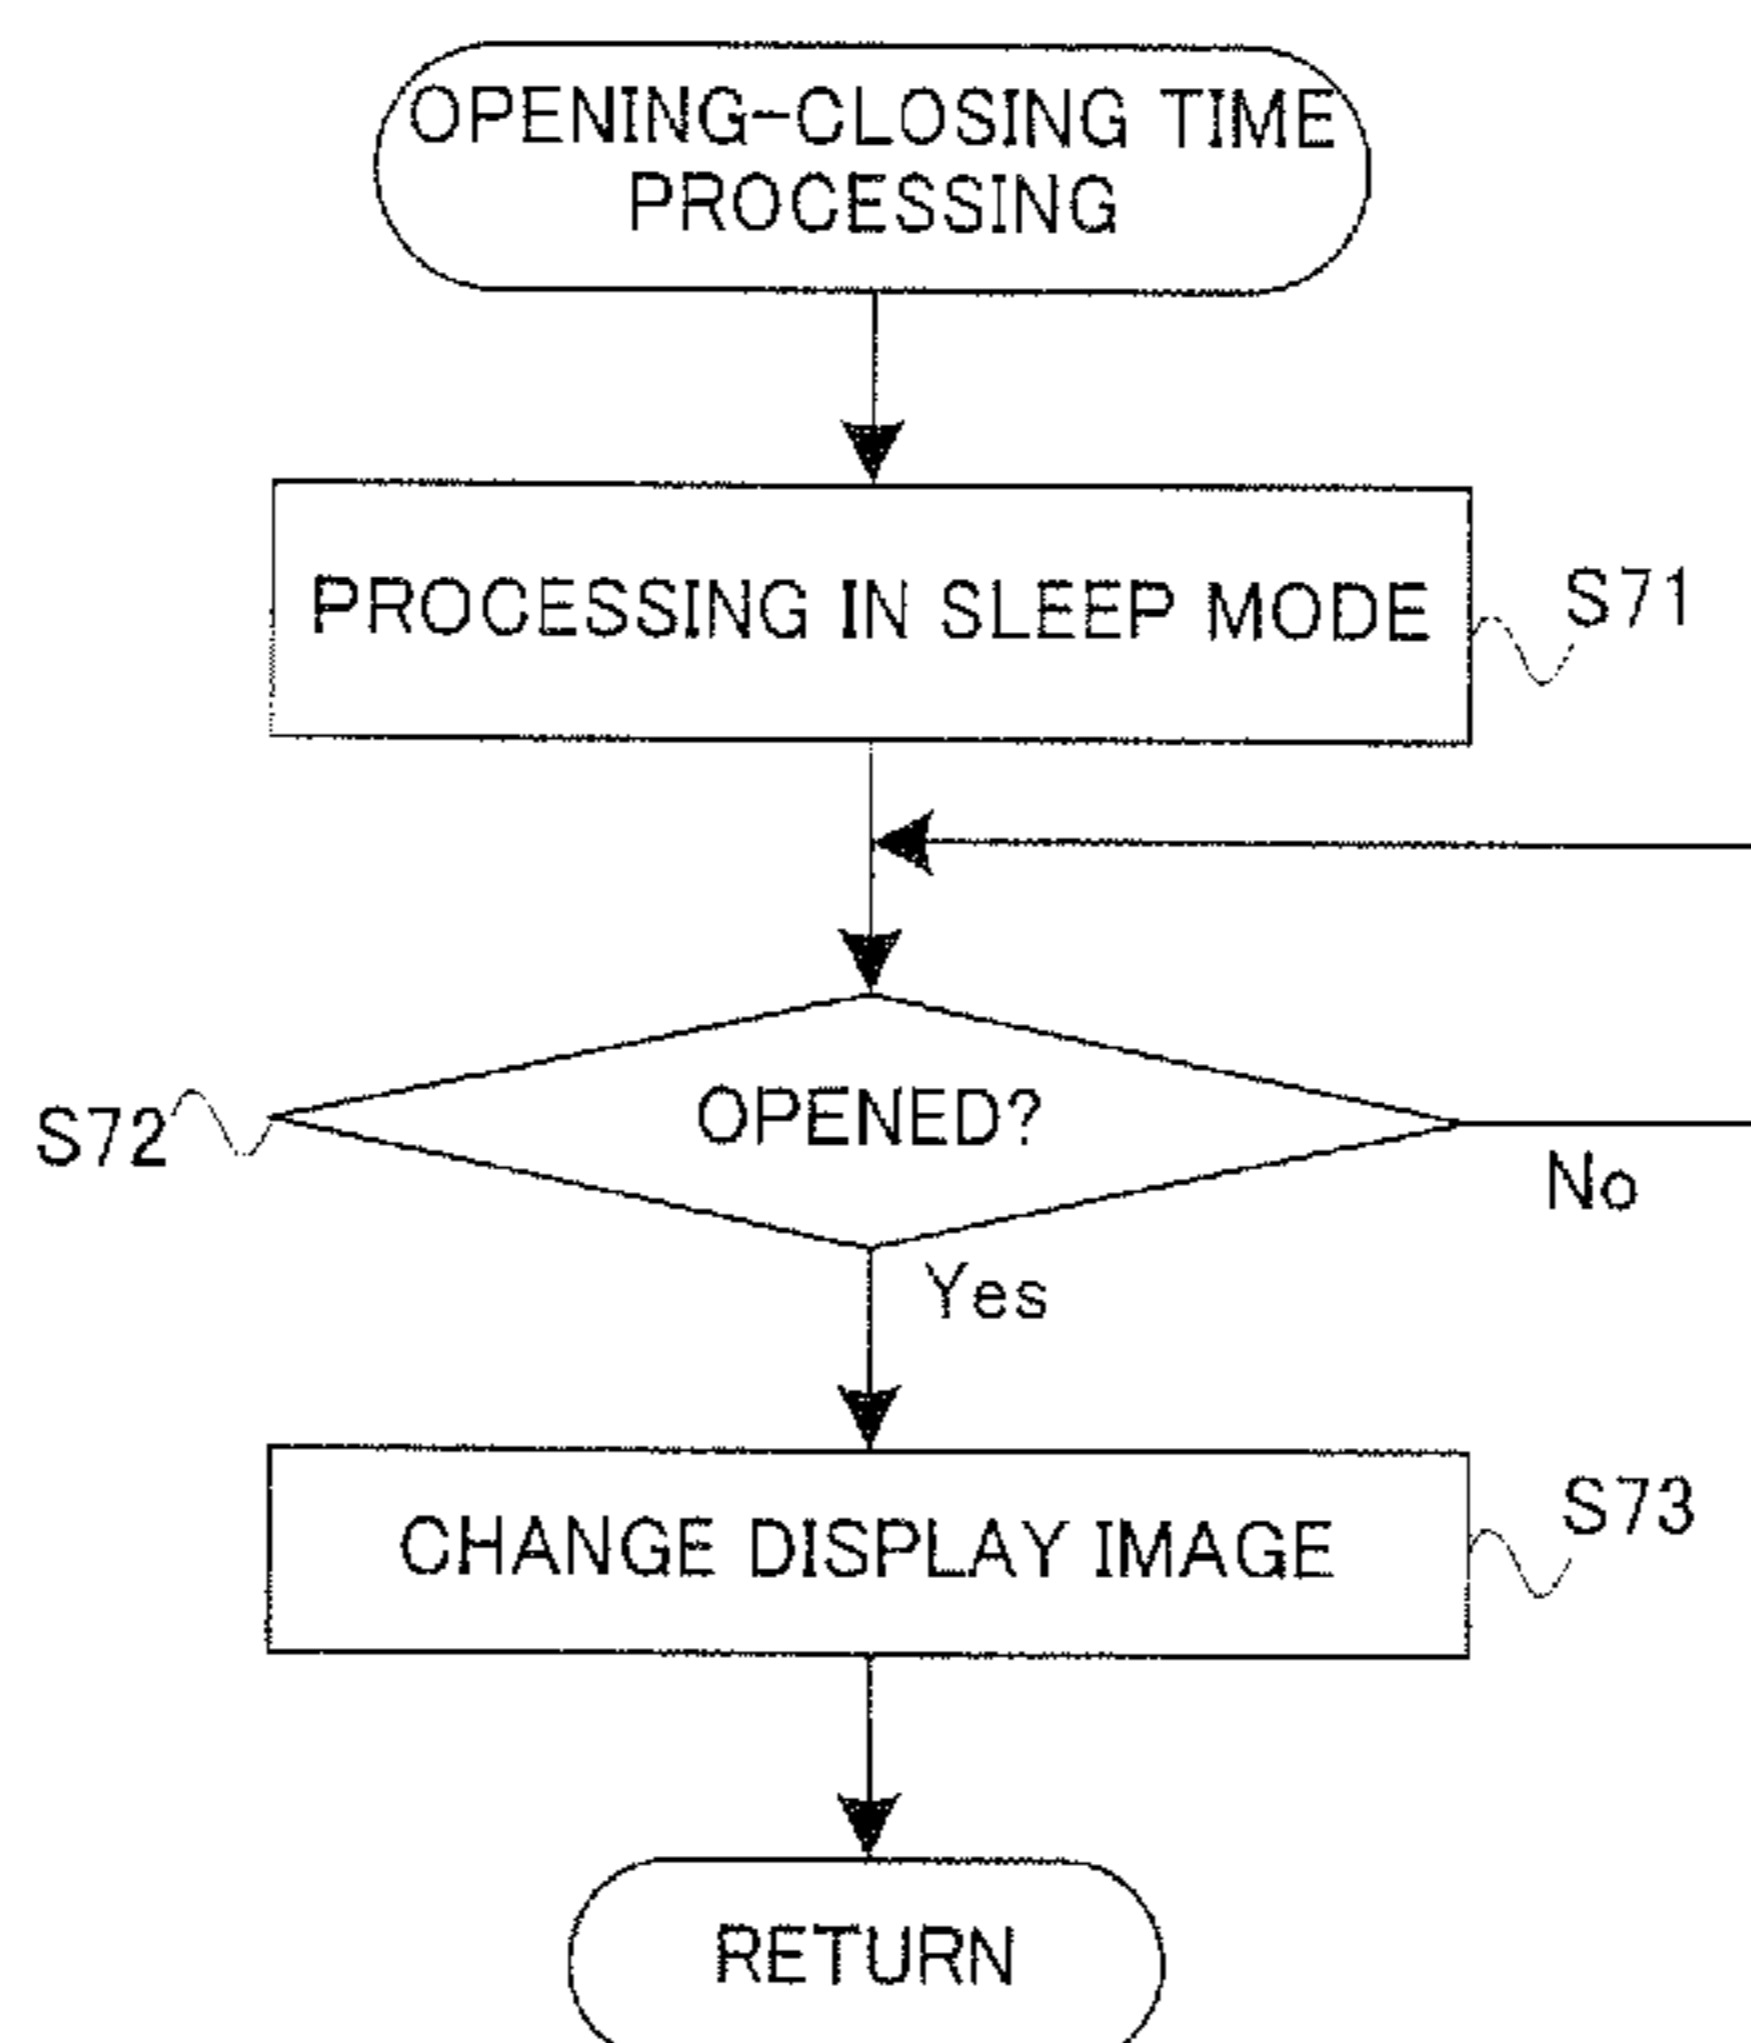 OPENING-CLOSING TIME
PROCESSING
PROCESSING IN SLEEP MODE
S71
OPENED?
S72
No
Yes
CHANGE DISPLAY IMAGE
S73
RETURN